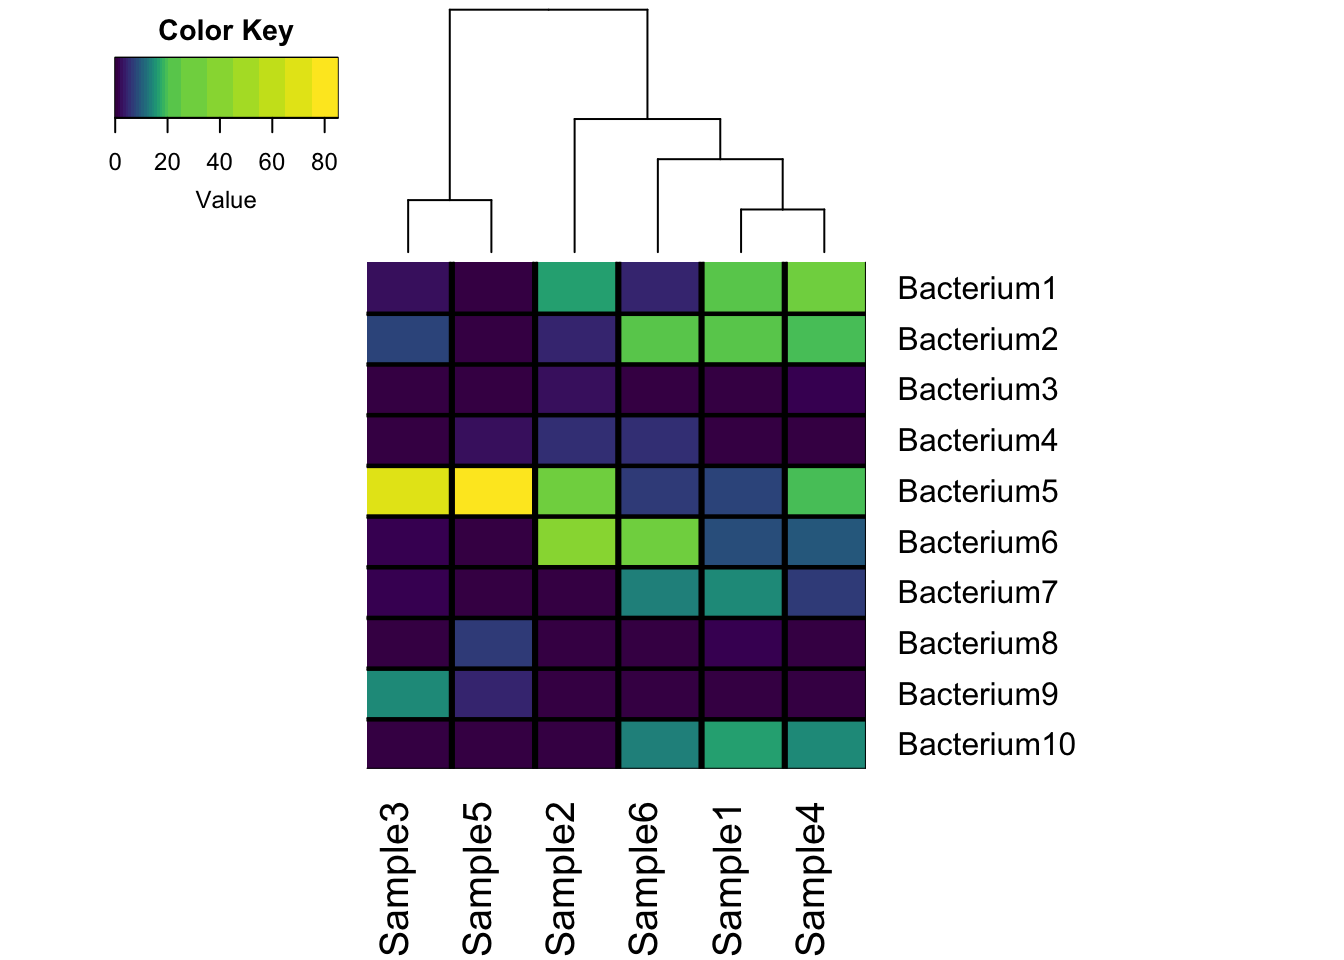 Color Key
0 20 40 60 80
Value
Bacterium1
Bacterium2
Bacterium3
Bacterium4
Bacterium5
Bacterium6
Bacterium7
Bacterium8
Bacterium9
Bacterium10
Sample3
Sample5
Sample2
Sample6
Sample1
Sample4